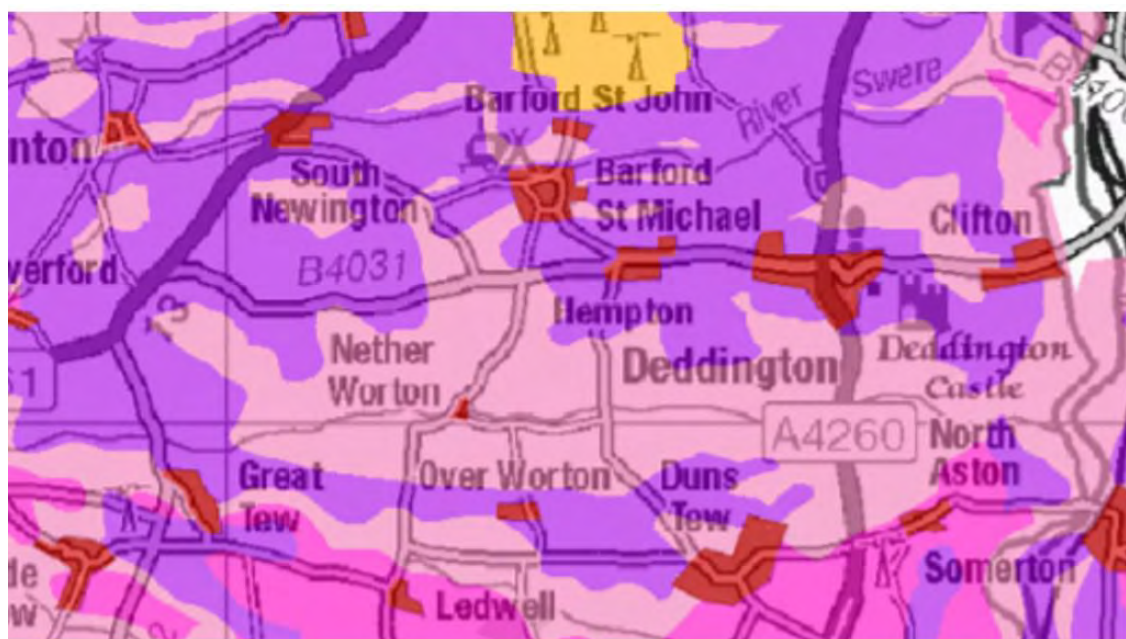 Barford St John
River
Swere
nton
South
Newington
Barford
St Michael
Clifton
verford
B4031
Hempton
Nether
Worton
Deddington
Deddington
Castle
A4260
North
Aston
Great
Tew
Over Worton
Duns
Tew
Somerton
Ledwell